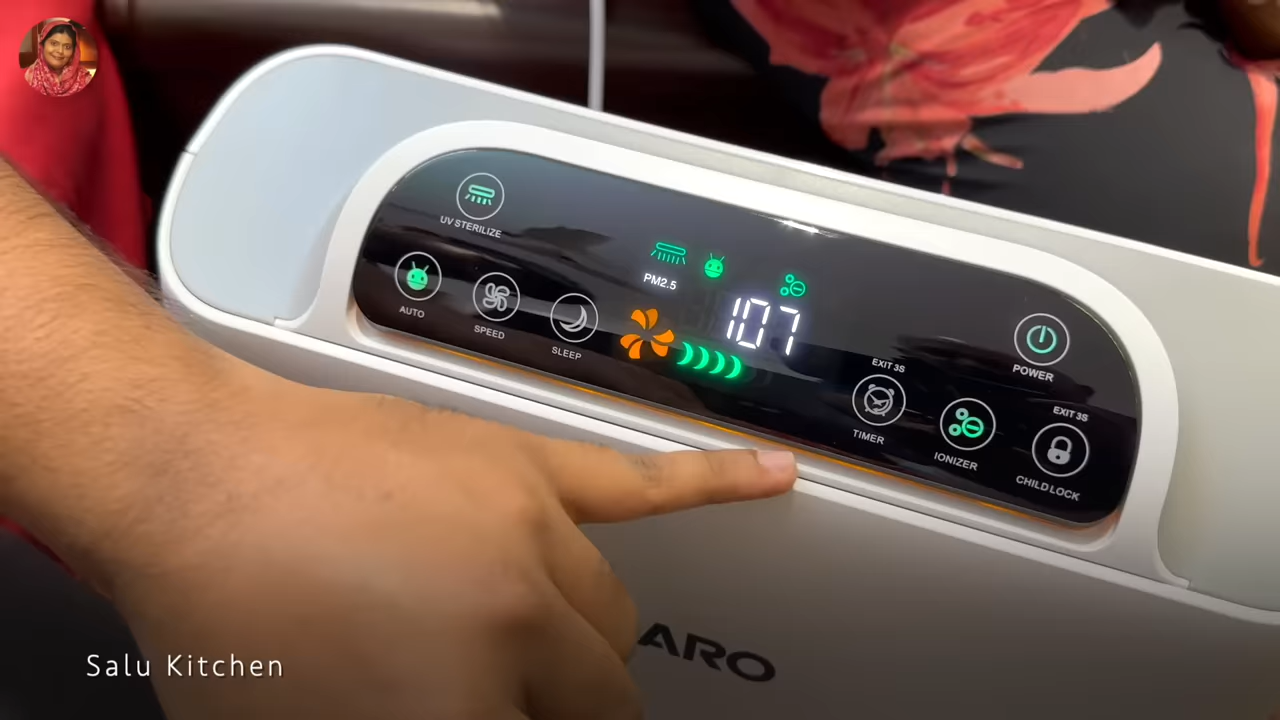 UV STERILIZE
PM2.5
107
AUTO
SPEED
SLEEP
EXIT 3S
TIMER
IONIZER
POWER
EXIT 3S
CHILD LOCK
ARO
Salu Kitchen